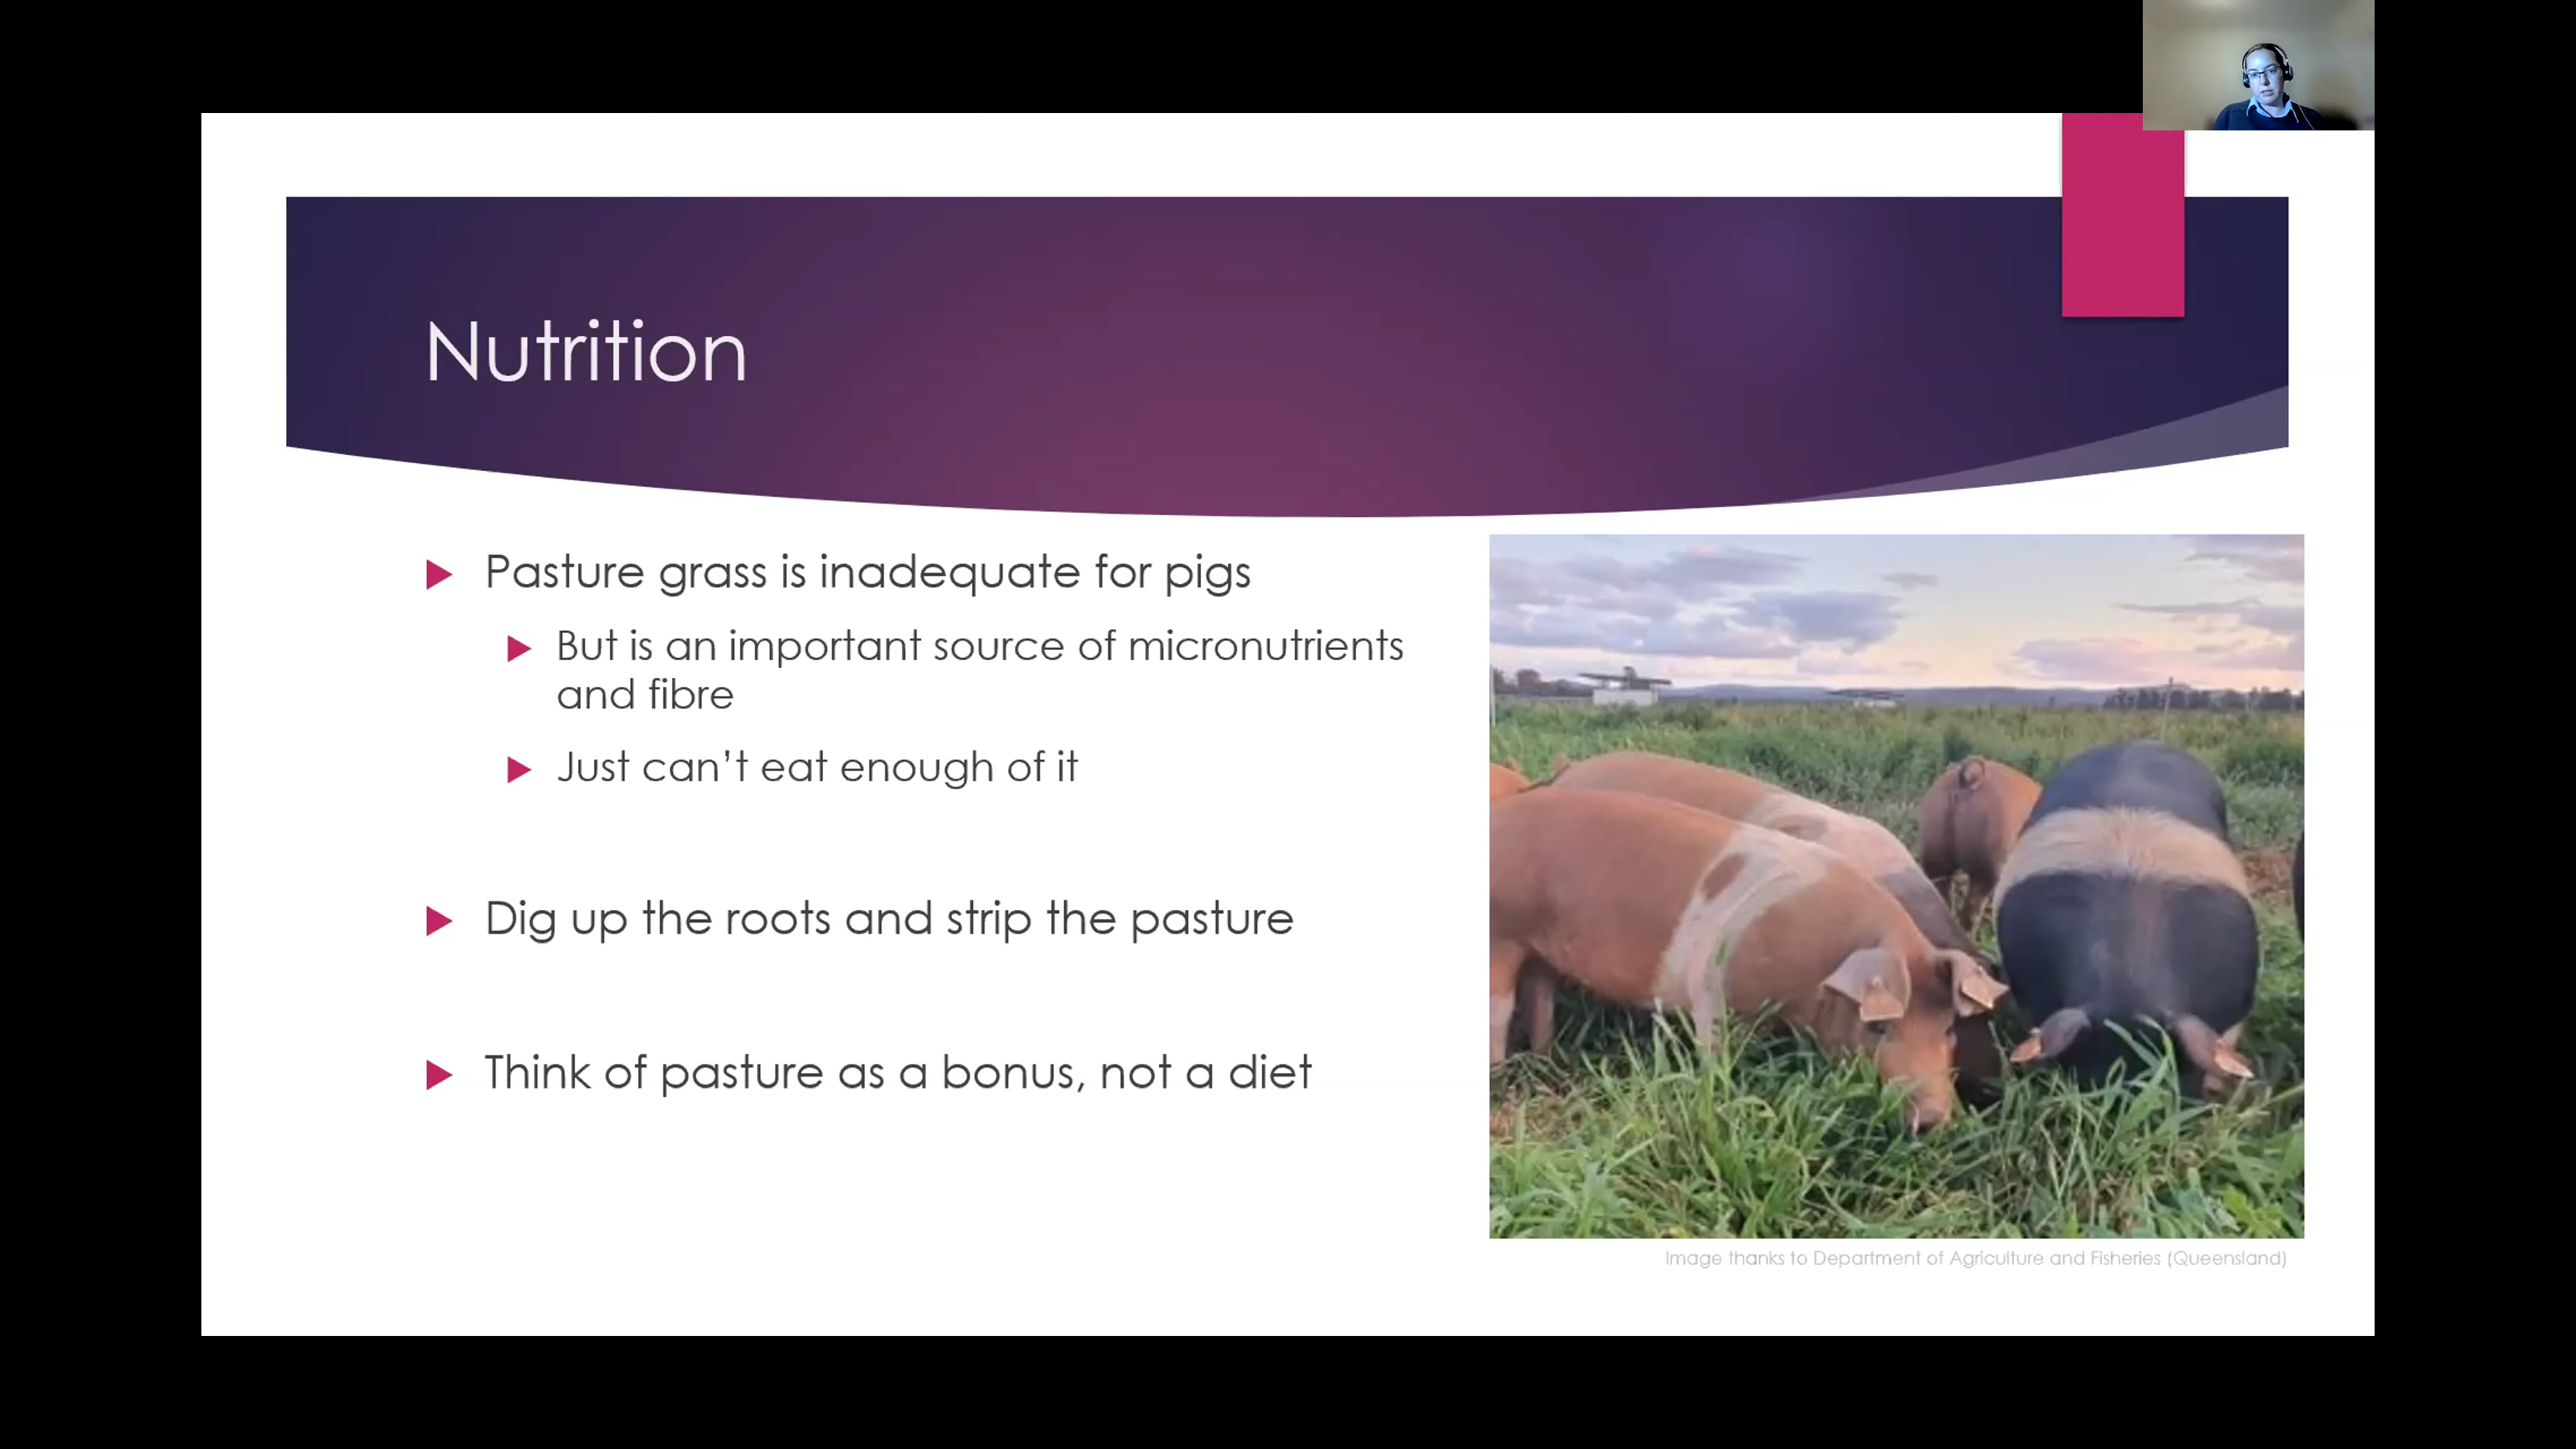 Nutrition
Pasture grass is inadequate for pigs
But is an important source of micronutrients
and fibre
Just can’t eat enough of it
Dig up the roots and strip the pasture
Think of pasture as a bonus, not a diet
Image thanks to Department of Agriculture and Fisheries (Queensland)